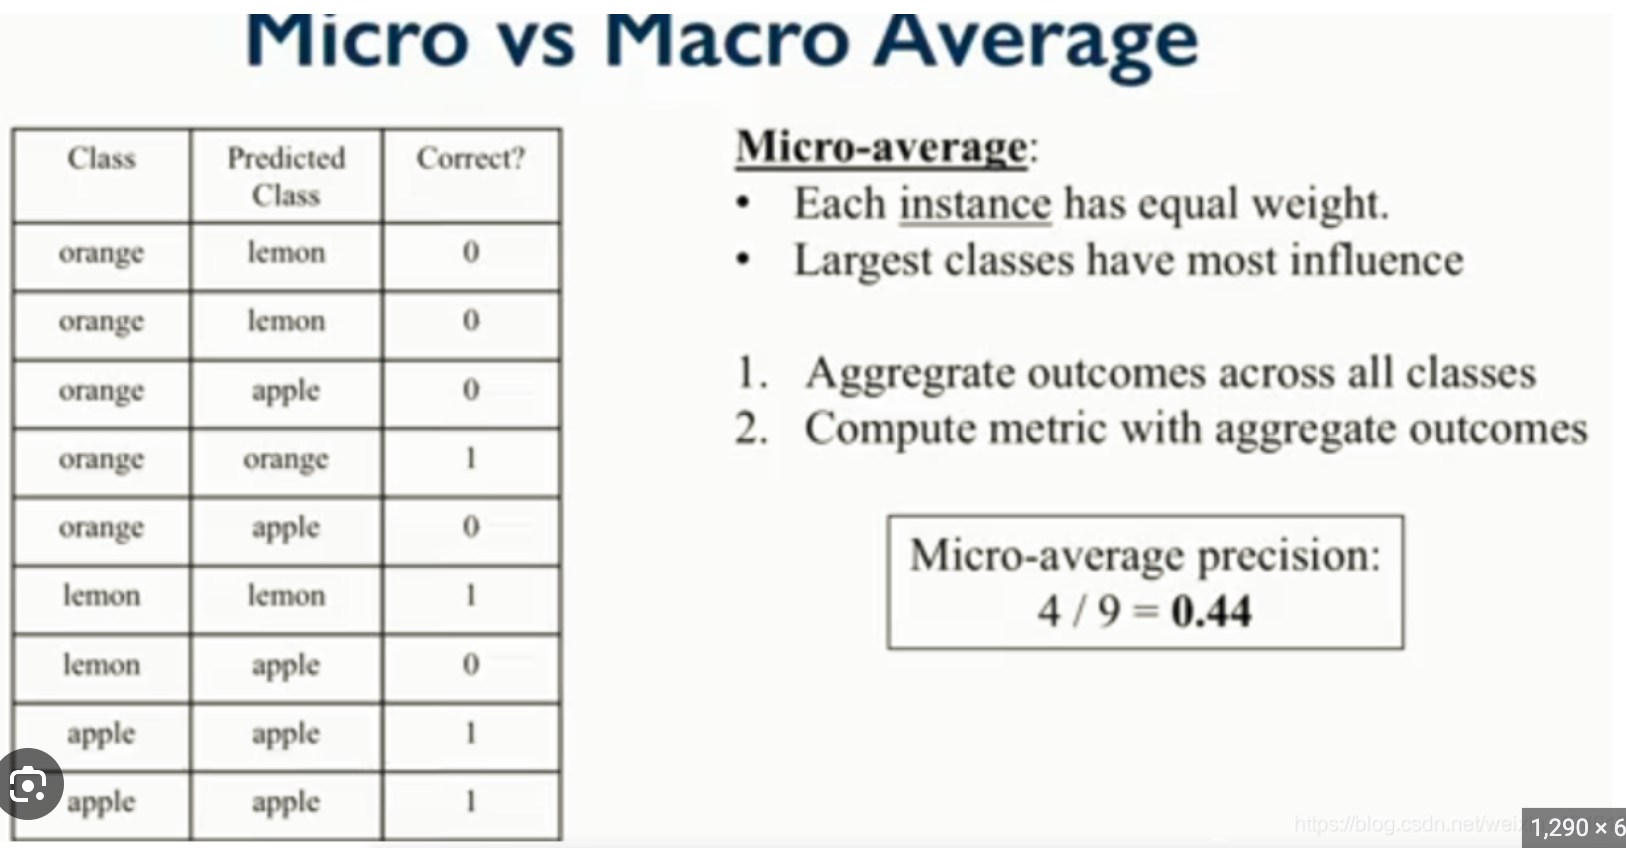 Micro vs Macro Average
Class Predicted Class Correct?
orange lemon 0
orange lemon 0
orange apple 0
orange orange 1
orange apple 0
lemon lemon 1
lemon apple 0
apple apple 1
apple apple 1
Micro-average:
• Each instance has equal weight.
• Largest classes have most influence
1. Aggregrate outcomes across all classes
2. Compute metric with aggregate outcomes
Micro-average precision:
4 / 9 = 0.44
https://blog.csdn.net/wei
1,290 × 6